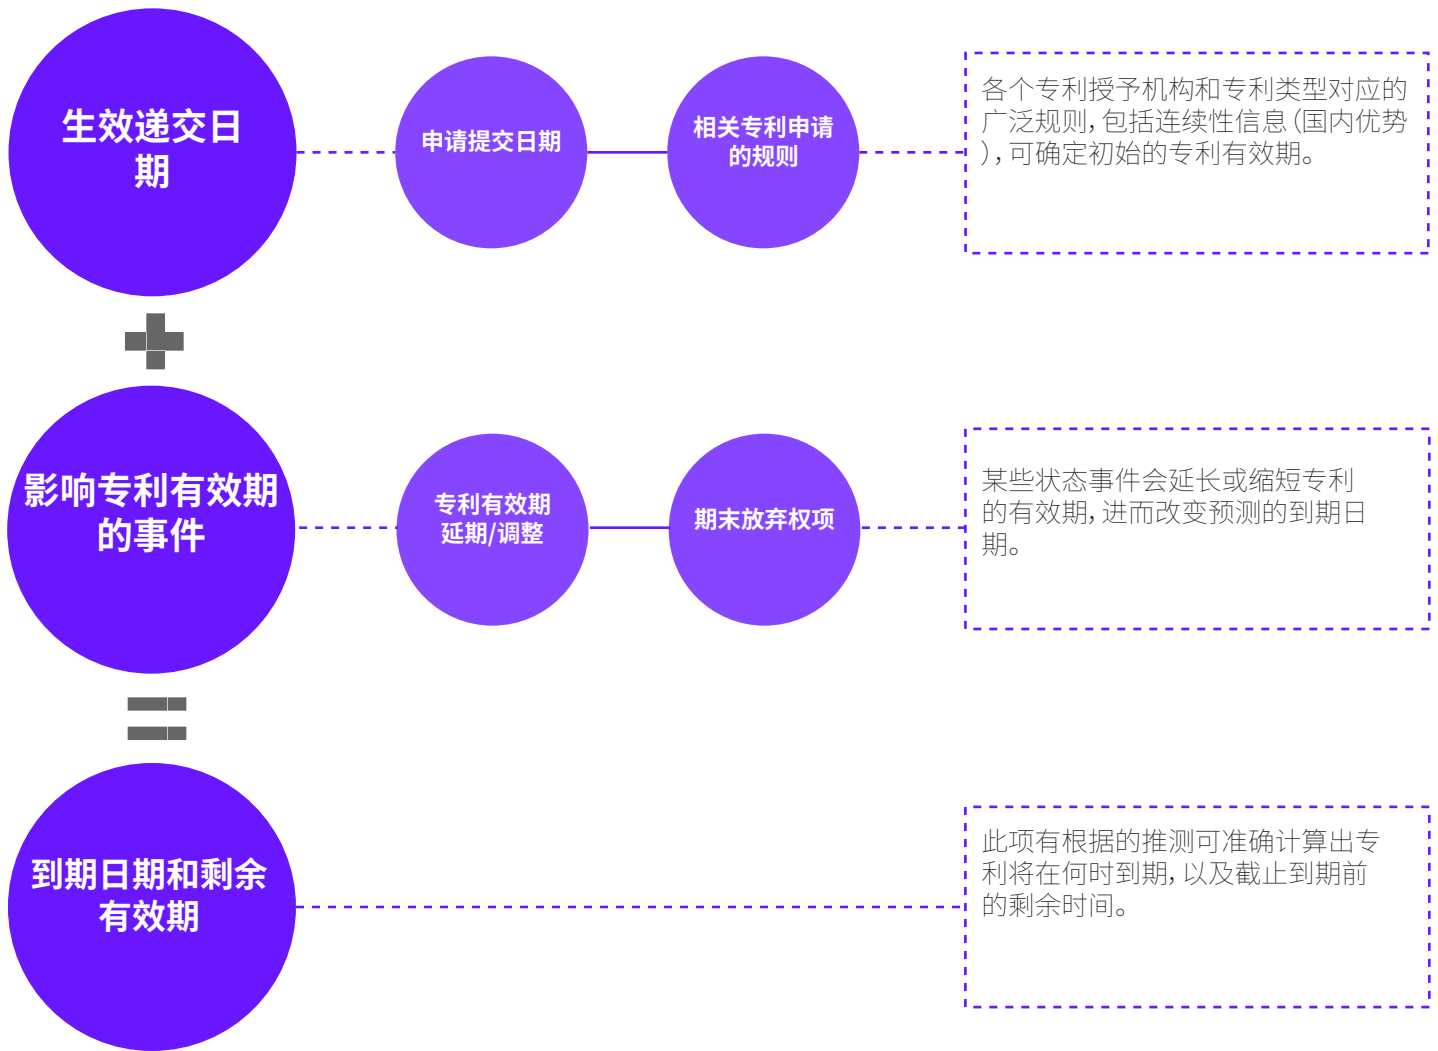 生效递交日
期
申请提交日期
相关专利申请
的规则
各个专利授予机构和专利类型对应的
广泛规则，包括连续性信息（国内优势
），可确定初始的专利有效期。
影响专利有效期
的事件
专利有效期
延期/调整
期末放弃权项
某些状态事件会延长或缩短专利
的有效期，进而改变预测的到期日
期。
到期日期和剩余
有效期
此项有根据的推测可准确计算出专
利将在何时到期，以及截止到期前
的剩余时间。